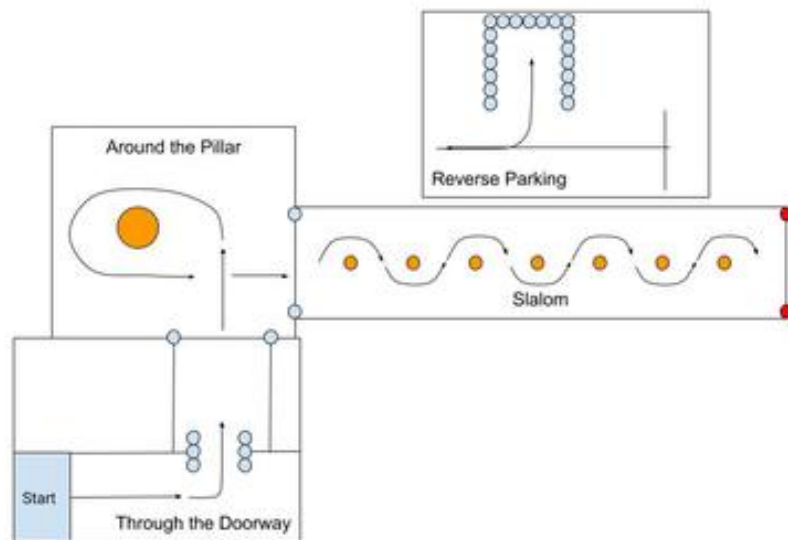 Around the Pillar
Reverse Parking
Slalom
Start
Through the Doorway